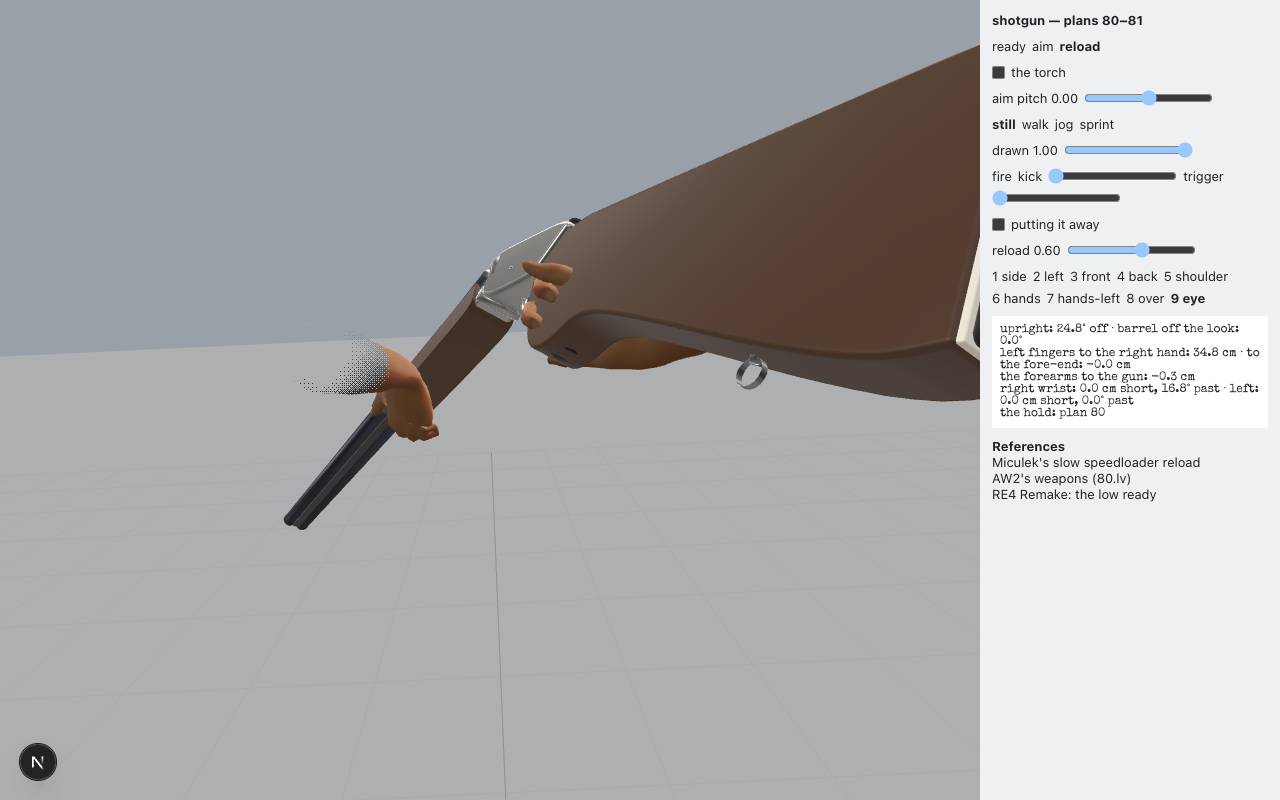 shotgun — plans 80–81
ready aim reload
the torch
aim pitch 0.00
still walk jog sprint
drawn 1.00
fire kick trigger
putting it away
reload 0.60
1 side 2 left 3 front 4 back 5 shoulder
6 hands 7 hands-left 8 over 9 eye
upright: 24.8° off · barrel off the look:
0.0°
left fingers to the right hand: 34.8 cm · to
the fore-end: -0.0 cm
the forearms to the gun: -0.3 cm
right wrist: 0.0 cm short, 16.8° past · left:
0.0 cm short, 0.0° past
the hold: plan 80
References
Miculek's slow speedloader reload
AW2's weapons (80.lv)
RE4 Remake: the low ready
N